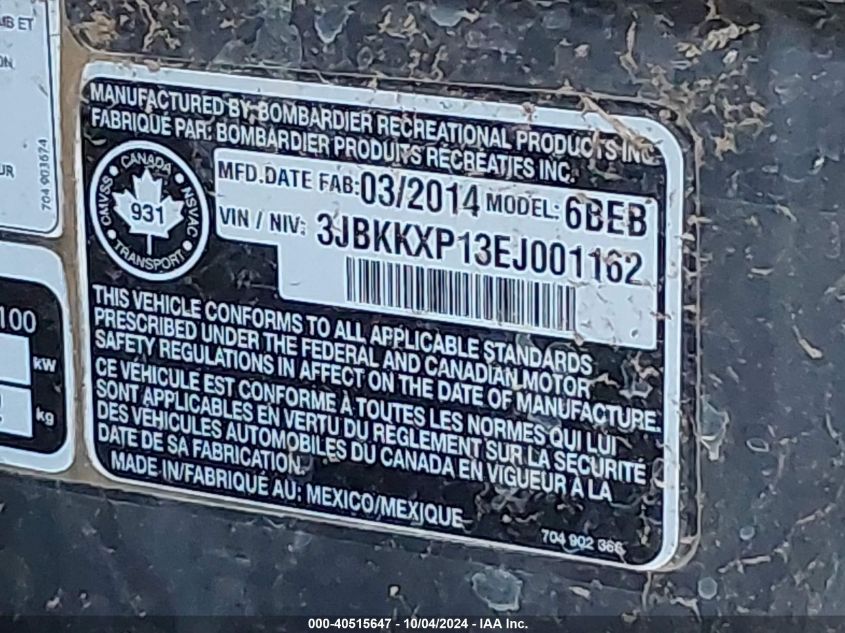 MB ET
ON
UR
704 903674
100
kW
kg
MANUFACTURED BY: BOMBARDIER RECREATIONAL PRODUCTS INC.
FABRIQUÉ PAR: BOMBARDIER PRODUITS RECREATIFS INC.
CANADA
CMVSS
NSVAC
931
TRANSPORT
MFD.DATE FAB: 03/2014 MODEL: 6BEB
VIN / NIV: 3JBKKXP13EJ001162
THIS VEHICLE CONFORMS TO ALL APPLICABLE STANDARDS
PRESCRIBED UNDER THE FEDERAL AND CANADIAN MOTOR
SAFETY REGULATIONS IN AFFECT ON THE DATE OF MANUFACTURE.
CE VÉHICULE EST CONFORME À TOUTES LES NORMES QUI LUI
SONT APPLICABLES EN VERTU DU RÈGLEMENT SUR LA SÉCURITÉ
DES VÉHICULES AUTOMOBILES DU CANADA EN VIGUEUR À LA
DATE DE SA FABRICATION.
MADE IN/FABRIQUÉ AU: MEXICO/MEXIQUE
704 902 366
000-40515647 - 10/04/2024 - IAA Inc.